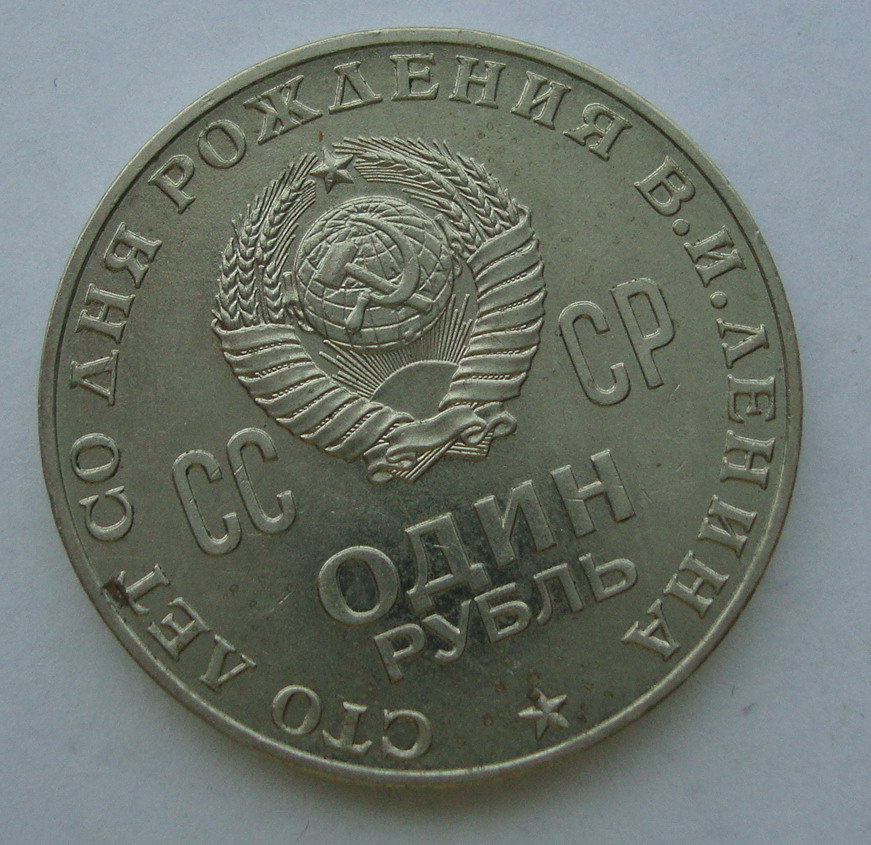 СТО ЛЕТ СО ДНЯ РОЖДЕНИЯ В.И.ЛЕНИНА
СС СР
ОДИН
РУБЛЬ